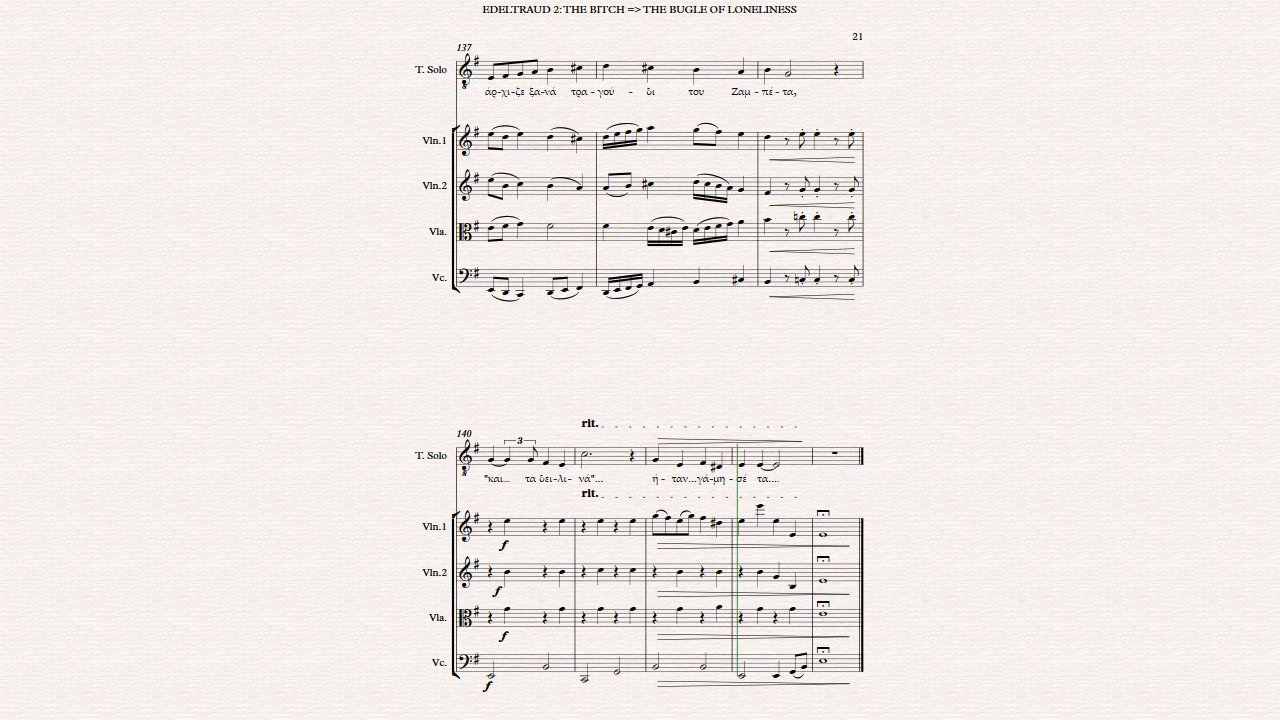 EDELTRAUD 2: THE BITCH => THE BUGLE OF LONELINESS
21
137
T. Solo
άρ-χι-ζε ξα-νά τρα-γού - δι του Ζαμ-πέ-τα,
Vln.1
Vln.2
Vla.
Vc.
rit.
140
3
T. Solo
"και... τα δει-λι-νά"... ή-ταν...γά-μη-σέ τα....
rit.
Vln.1
f
Vln.2
f
Vla.
f
Vc.
f